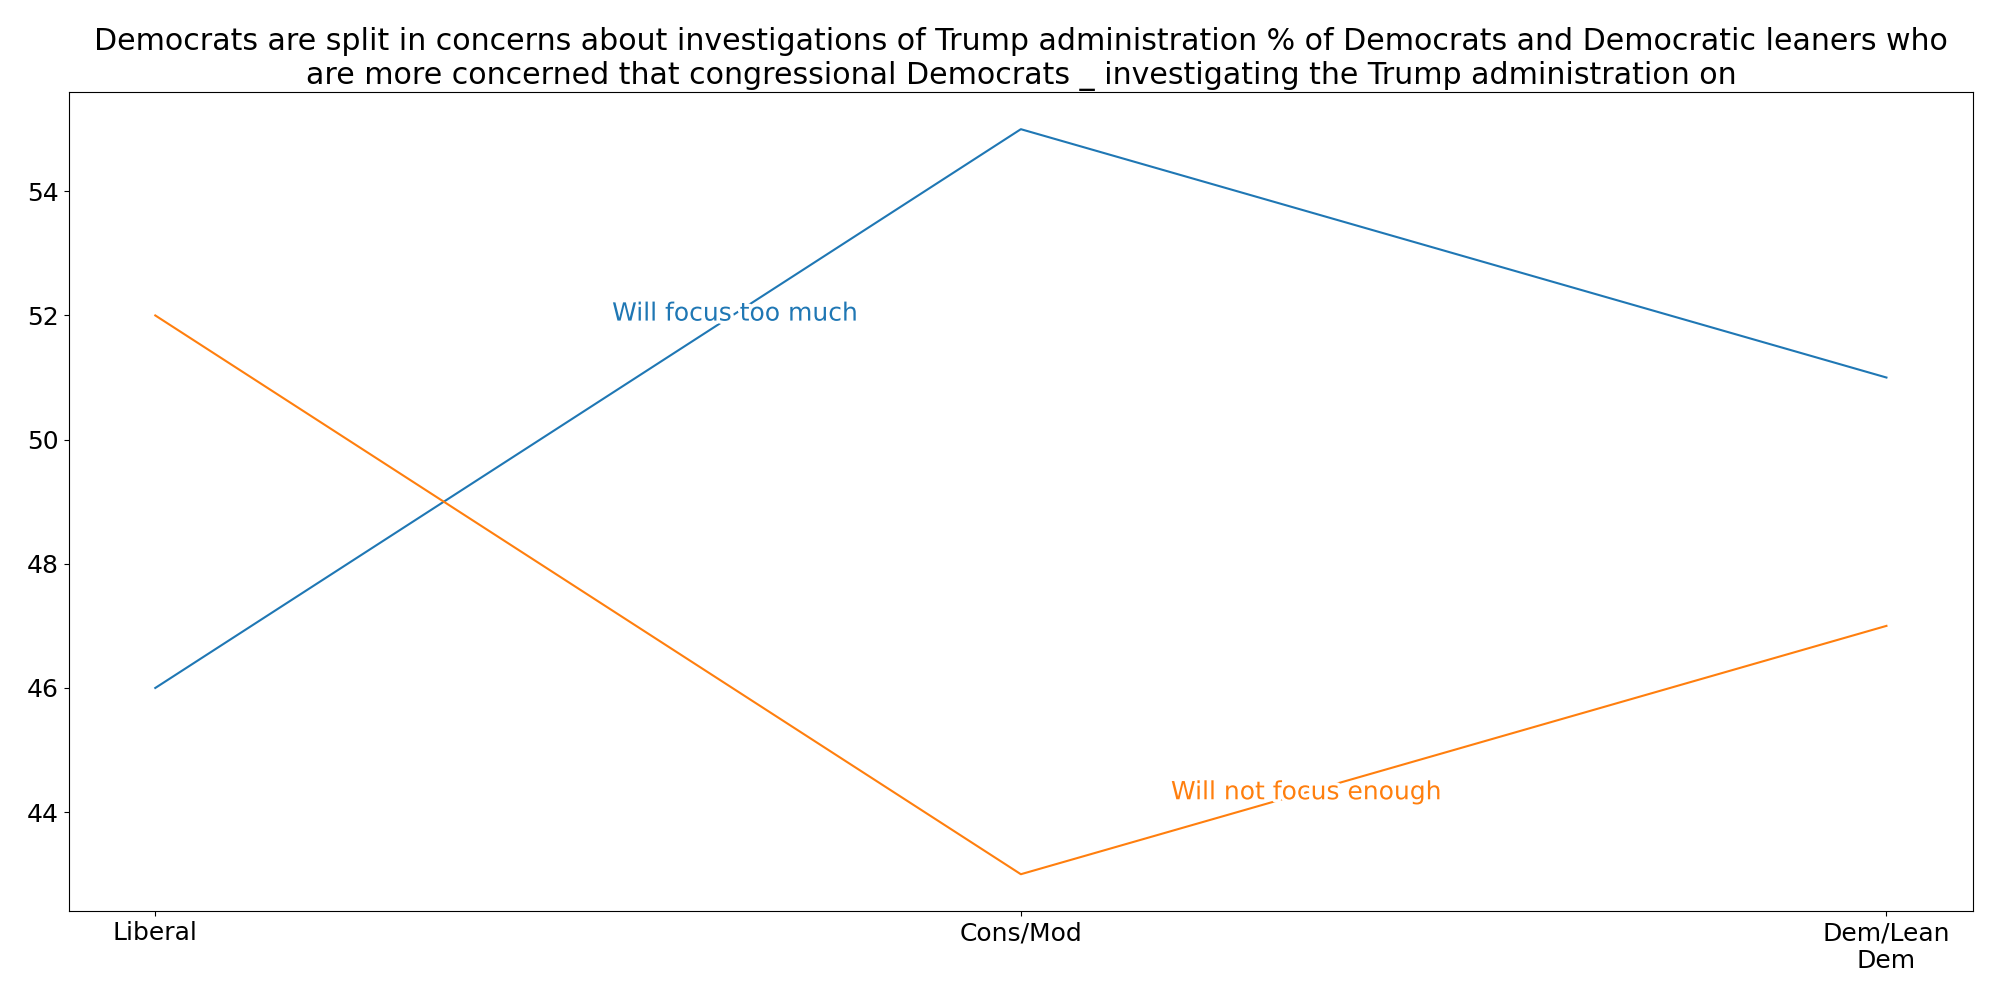 Democrats are split in concerns about investigations of Trump administration % of Democrats and Democratic leaners who
are more concerned that congressional Democrats _ investigating the Trump administration on
54
52
50
48
46
44
Will focus too much
Will not focus enough
Liberal
Cons/Mod
Dem/Lean
Dem